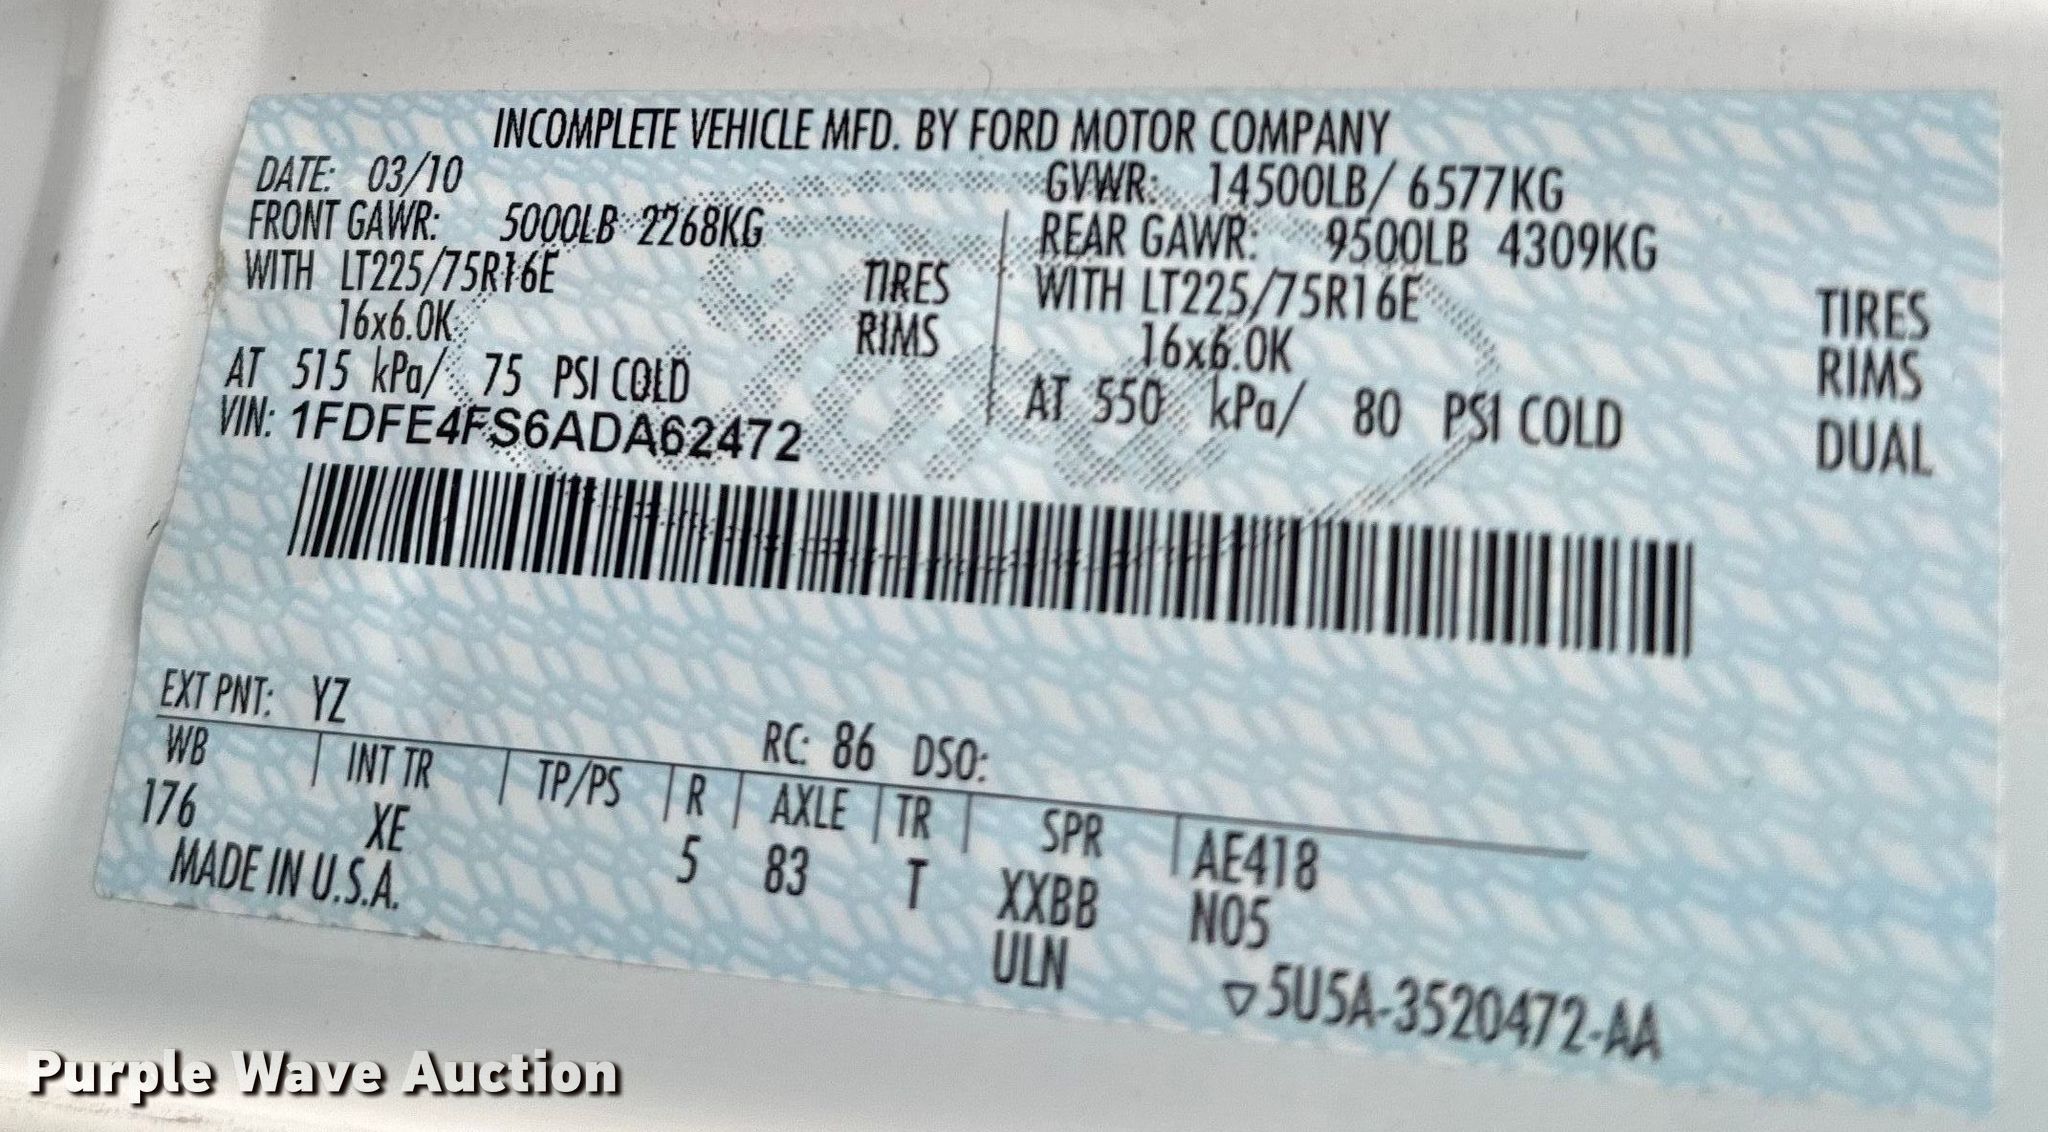 INCOMPLETE VEHICLE MFD. BY FORD MOTOR COMPANY
DATE: 03/10 GVWR: 14500LB/ 6577KG
FRONT GAWR: 5000LB 2268KG REAR GAWR: 9500LB 4309KG
WITH LT225/75R16E TIRES WITH LT225/75R16E TIRES
16x6.0K RIMS 16x6.0K RIMS
AT 515 kPa/ 75 PSI COLD AT 550 kPa/ 80 PSI COLD DUAL
VIN: 1FDFE4FS6ADA62472
EXT PNT: YZ RC: 86 DSO:
WB INT TR TP/PS R AXLE TR SPR AE418
176 XE 5 83 T XXBB N05
MADE IN U.S.A. ULN ▽5U5A-3520472-AA
Purple Wave Auction